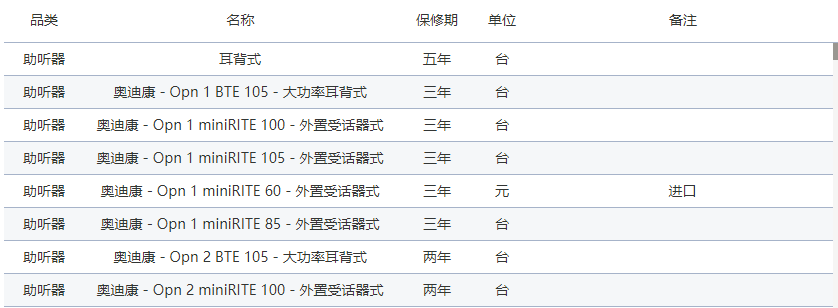 品类 名称 保修期 单位 备注
助听器 耳背式 五年 台
助听器 奥迪康 - Opn 1 BTE 105 - 大功率耳背式 三年 台
助听器 奥迪康 - Opn 1 miniRITE 100 - 外置受话器式 三年 台
助听器 奥迪康 - Opn 1 miniRITE 105 - 外置受话器式 三年 台
助听器 奥迪康 - Opn 1 miniRITE 60 - 外置受话器式 三年 元 进口
助听器 奥迪康 - Opn 1 miniRITE 85 - 外置受话器式 三年 台
助听器 奥迪康 - Opn 2 BTE 105 - 大功率耳背式 两年 台
助听器 奥迪康 - Opn 2 miniRITE 100 - 外置受话器式 两年 台